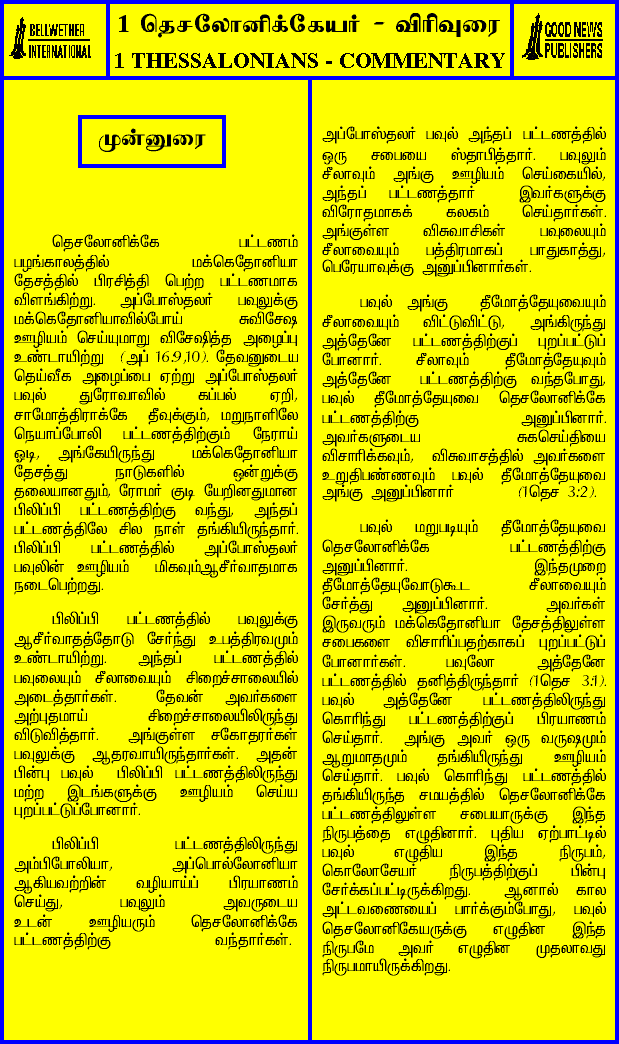 BELLWETHER
INTERNATIONAL
1 தெசலோனிக்கேயர் - விரிவுரை
1 THESSALONIANS - COMMENTARY
GOOD NEWS
PUBLISHERS
முன்னுரை
தெசலோனிக்கே பட்டணம்
பழங்காலத்தில் மக்கெதோனியா
தேசத்தில் பிரசித்தி பெற்ற பட்டணமாக
விளங்கிற்று. அப்போஸ்தலர் பவுலுக்கு
மக்கெதோனியாவில்போய் சுவிசேஷ
ஊழியம் செய்யுமாறு விசேஷித்த அழைப்பு
உண்டாயிற்று (அப் 16:9,10). தேவனுடைய
தெய்வீக அழைப்பை ஏற்று அப்போஸ்தலர்
பவுல் துரோவாவில் கப்பல் ஏறி,
சாமோத்திராக்கே தீவுக்கும், மறுநாளிலே
நெயாப்போலி பட்டணத்திற்கும் நேராய்
ஓடி, அங்கேயிருந்து மக்கெதோனியா
தேசத்து நாடுகளில் ஒன்றுக்கு
தலையானதும், ரோமர் குடி யேறினதுமான
பிலிப்பி பட்டணத்திற்கு வந்து, அந்தப்
பட்டணத்திலே சில நாள் தங்கியிருந்தார்.
பிலிப்பி பட்டணத்தில் அப்போஸ்தலர்
பவுலின் ஊழியம் மிகவும்ஆசீர்வாதமாக
நடைபெற்றது.
பிலிப்பி பட்டணத்தில் பவுலுக்கு
ஆசீர்வாதத்தோடு சேர்ந்து உபத்திரவமும்
உண்டாயிற்று. அந்தப் பட்டணத்தில்
பவுலையும் சீலாவையும் சிறைச்சாலையில்
அடைத்தார்கள். தேவன் அவர்களை
அற்புதமாய் சிறைச்சாலையிலிருந்து
விடுவித்தார். அங்குள்ள சகோதரர்கள்
பவுலுக்கு ஆதரவாயிருந்தார்கள். அதன்
பின்பு பவுல் பிலிப்பி பட்டணத்திலிருந்து
மற்ற இடங்களுக்கு ஊழியம் செய்ய
புறப்பட்டுப்போனார்.
பிலிப்பி பட்டணத்திலிருந்து
அம்பிபோலியா, அப்பொல்லோனியா
ஆகியவற்றின் வழியாய்ப் பிரயாணம்
செய்து, பவுலும் அவருடைய
உடன் ஊழியரும் தெசலோனிக்கே
பட்டணத்திற்கு வந்தார்கள்.
அப்போஸ்தலர் பவுல் அந்தப் பட்டணத்தில்
ஒரு சபையை ஸ்தாபித்தார். பவுலும்
சீலாவும் அங்கு ஊழியம் செய்கையில்,
அந்தப் பட்டணத்தார் இவர்களுக்கு
விரோதமாகக் கலகம் செய்தார்கள்.
அங்குள்ள விசுவாசிகள் பவுலையும்
சீலாவையும் பத்திரமாகப் பாதுகாத்து,
பெரேயாவுக்கு அனுப்பினார்கள்.
பவுல் அங்கு தீமோத்தேயுவையும்
சீலாவையும் விட்டுவிட்டு, அங்கிருந்து
அத்தேனே பட்டணத்திற்குப் புறப்பட்டுப்
போனார். சீலாவும் தீமோத்தேயுவும்
அத்தேனே பட்டணத்திற்கு வந்தபோது,
பவுல் தீமோத்தேயுவை தெசலோனிக்கே
பட்டணத்திற்கு அனுப்பினார்.
அவர்களுடைய சுகசெய்தியை
விசாரிக்கவும், விசுவாசத்தில் அவர்களை
உறுதிபண்ணவும் பவுல் தீமோத்தேயுவை
அங்கு அனுப்பினார் (1தெச 3:2).
பவுல் மறுபடியும் தீமோத்தேயுவை
தெசலோனிக்கே பட்டணத்திற்கு
அனுப்பினார். இந்தமுறை
தீமோத்தேயுவோடுகூட சீலாவையும்
சேர்த்து அனுப்பினார். அவர்கள்
இருவரும் மக்கெதோனியா தேசத்திலுள்ள
சபைகளை விசாரிப்பதற்காகப் புறப்பட்டுப்
போனார்கள். பவுலோ அத்தேனே
பட்டணத்தில் தனித்திருந்தார் (1தெச 3:1).
பவுல் அத்தேனே பட்டணத்திலிருந்து
கொரிந்து பட்டணத்திற்குப் பிரயாணம்
செய்தார். அங்கு அவர் ஒரு வருஷமும்
ஆறுமாதமும் தங்கியிருந்து ஊழியம்
செய்தார். பவுல் கொரிந்து பட்டணத்தில்
தங்கியிருந்த சமயத்தில் தெசலோனிக்கே
பட்டணத்திலுள்ள சபையாருக்கு இந்த
நிருபத்தை எழுதினார். புதிய ஏற்பாட்டில்
பவுல் எழுதிய இந்த நிருபம்,
கொலோசேயர் நிருபத்திற்குப் பின்பு
சேர்க்கப்பட்டிருக்கிறது. ஆனால் கால
அட்டவணையைப் பார்க்கும்போது, பவுல்
தெசலோனிகேயருக்கு எழுதின இந்த
நிருபமே அவர் எழுதின முதலாவது
நிருபமாயிருக்கிறது.